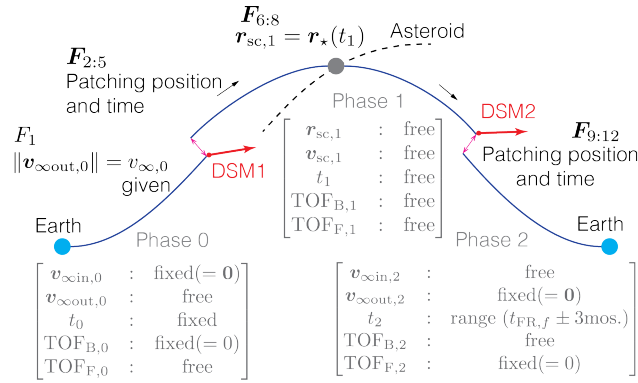 F_{6:8}
r_{sc,1} = r_⋆(t_1)
Asteroid
F_{2:5}
Patching position
and time
Phase 1
DSM2
r_{sc,1} : free
v_{sc,1} : free
t_1 : free
TOF_{B,1} : free
TOF_{F,1} : free
F_1
‖v_{∞out,0}‖ = v_{∞,0}
given
DSM1
F_{9:12}
Patching position
and time
Earth
Phase 0
v_{∞in,0} : fixed(= 0)
v_{∞out,0} : free
t_0 : fixed
TOF_{B,0} : fixed(= 0)
TOF_{F,0} : free
Phase 2
Earth
v_{∞in,2} : free
v_{∞out,2} : fixed(= 0)
t_2 : range (t_{FR,f} ± 3mos.)
TOF_{B,2} : free
TOF_{F,2} : fixed(= 0)